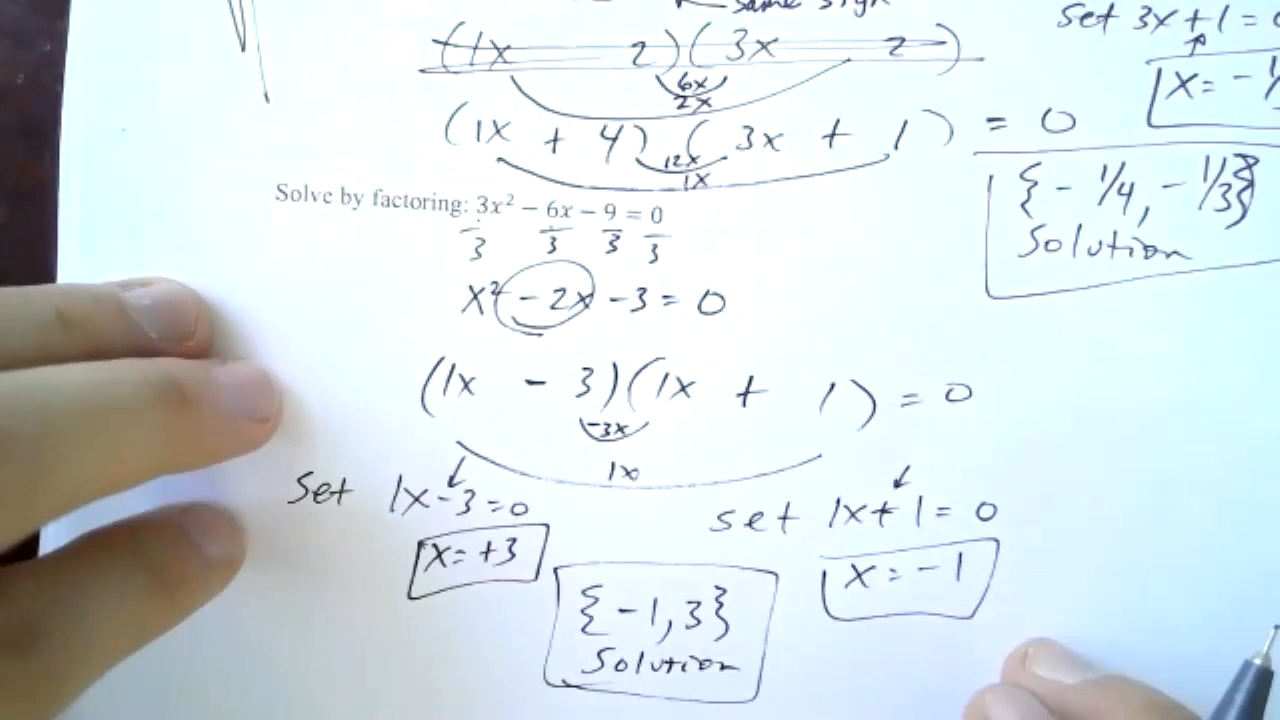 same sign
set 3x+1=0
(1x 2)(3x 2)
6x
2x
x = -1/
(1x + 4)(3x + 1) = 0
12x
1x
{-1/4, -1/3}
Solution
Solve by factoring: 3x² − 6x − 9 = 0
3 3 3 3
x² - 2x - 3 = 0
(1x - 3)(1x + 1) = 0
-3x
1x
Set 1x-3=0
x = +3
set 1x+1=0
x = -1
{-1, 3}
Solution